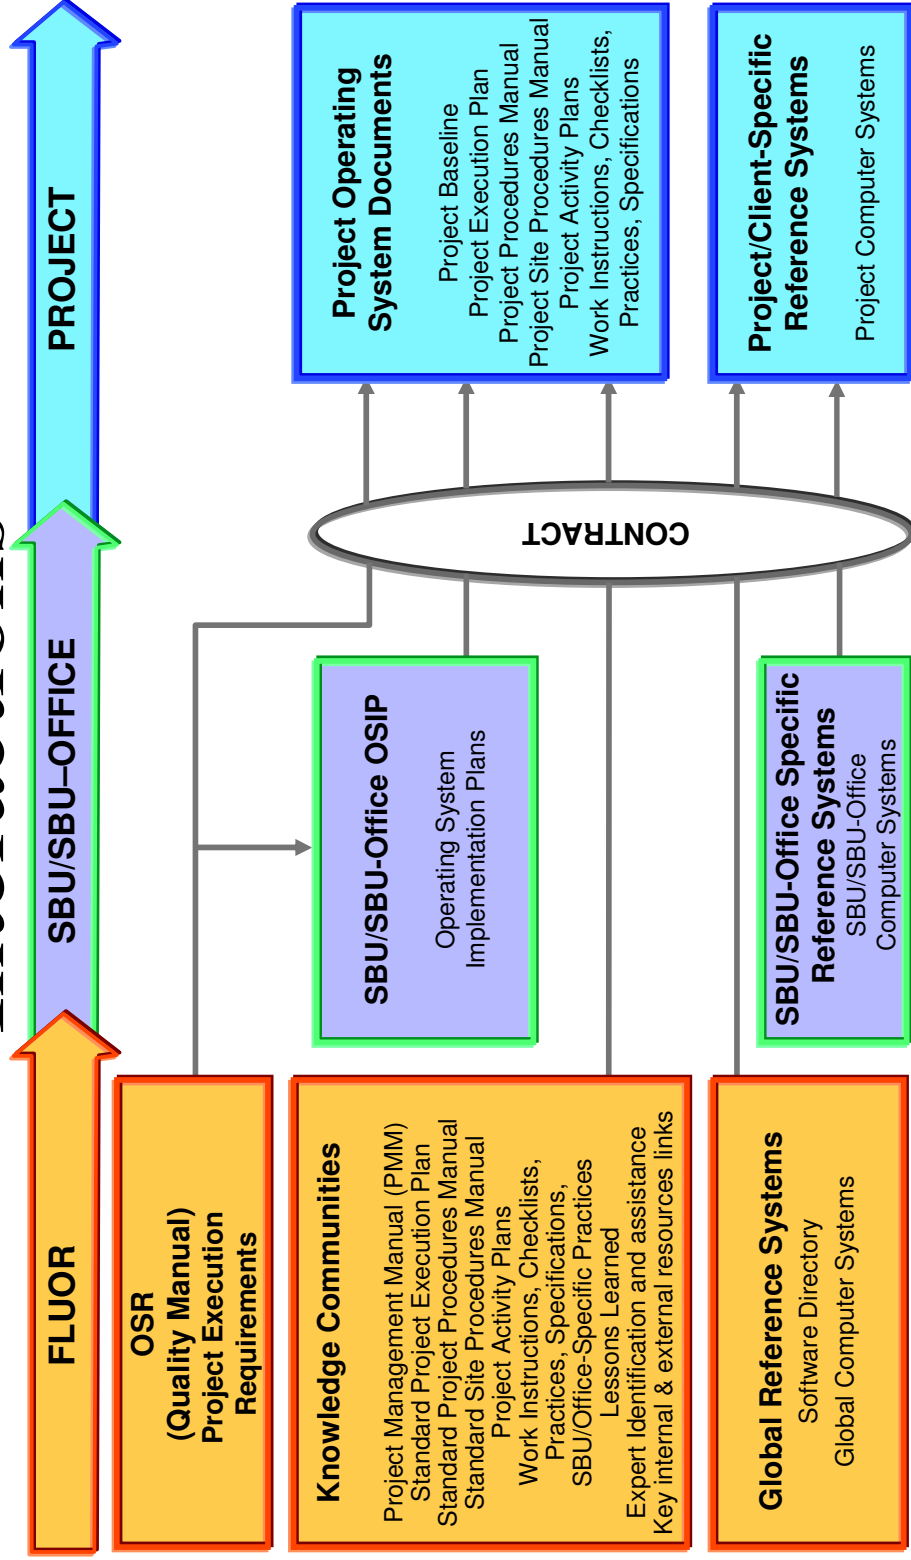 FLUOR
SBU/SBU–OFFICE
PROJECT
OSR
(Quality Manual)
Project Execution
Requirements
Knowledge Communities
Project Management Manual (PMM)
Standard Project Execution Plan
Standard Project Procedures Manual
Standard Site Procedures Manual
Project Activity Plans
Work Instructions, Checklists,
Practices, Specifications,
SBU/Office-Specific Practices
Lessons Learned
Expert Identification and assistance
Key internal & external resources links
Global Reference Systems
Software Directory
Global Computer Systems
SBU/SBU-Office OSIP
Operating System
Implementation Plans
SBU/SBU-Office Specific
Reference Systems
SBU/SBU-Office
Computer Systems
CONTRACT
Project Operating
System Documents
Project Baseline
Project Execution Plan
Project Procedures Manual
Project Site Procedures Manual
Project Activity Plans
Work Instructions, Checklists,
Practices, Specifications
Project/Client-Specific
Reference Systems
Project Computer Systems